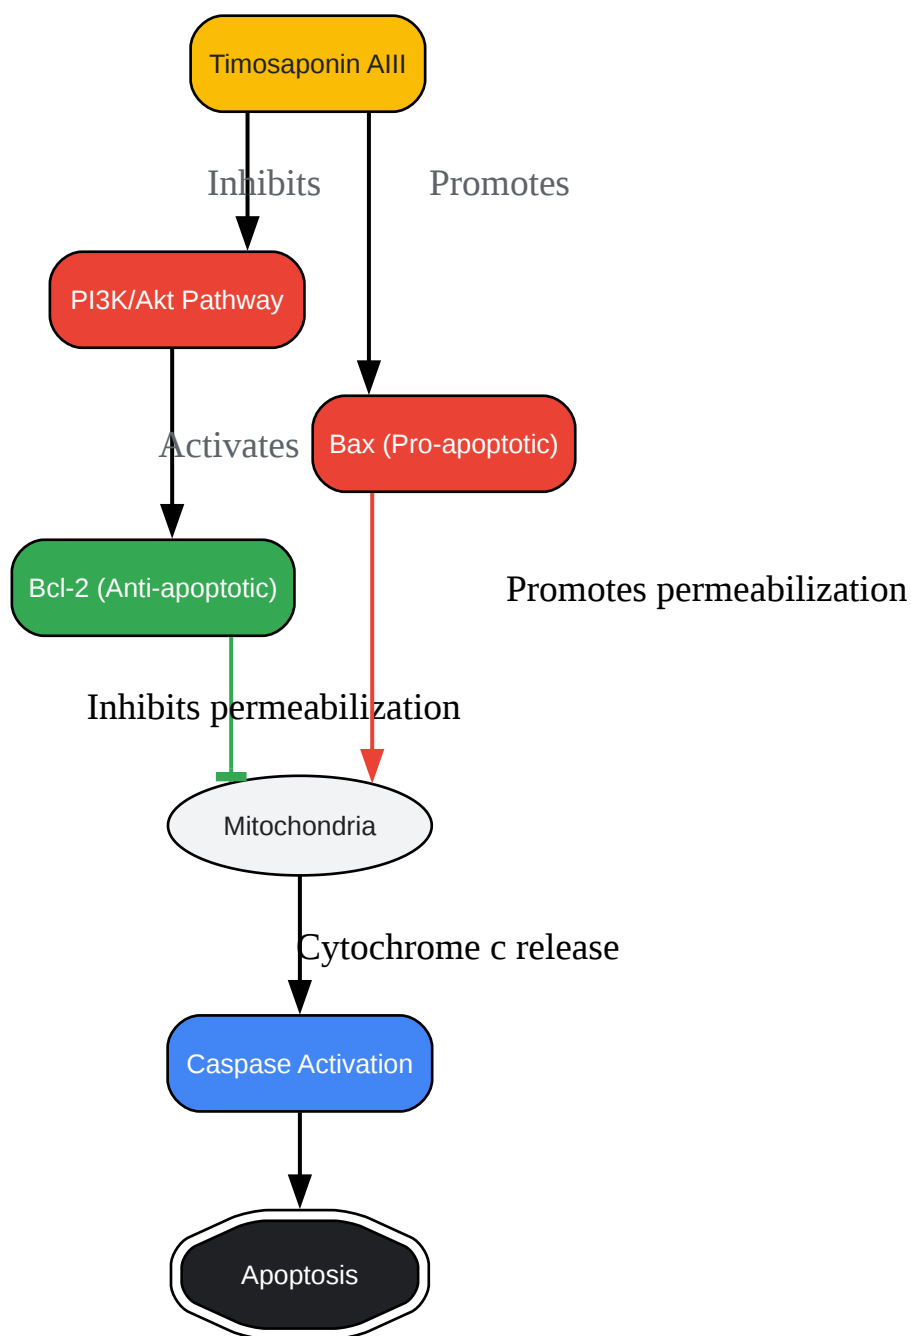 Timosaponin AIII
Inhibits
Promotes
PI3K/Akt Pathway
Activates
Bax (Pro-apoptotic)
Bcl-2 (Anti-apoptotic)
Promotes permeabilization
Inhibits permeabilization
Mitochondria
Cytochrome c release
Caspase Activation
Apoptosis